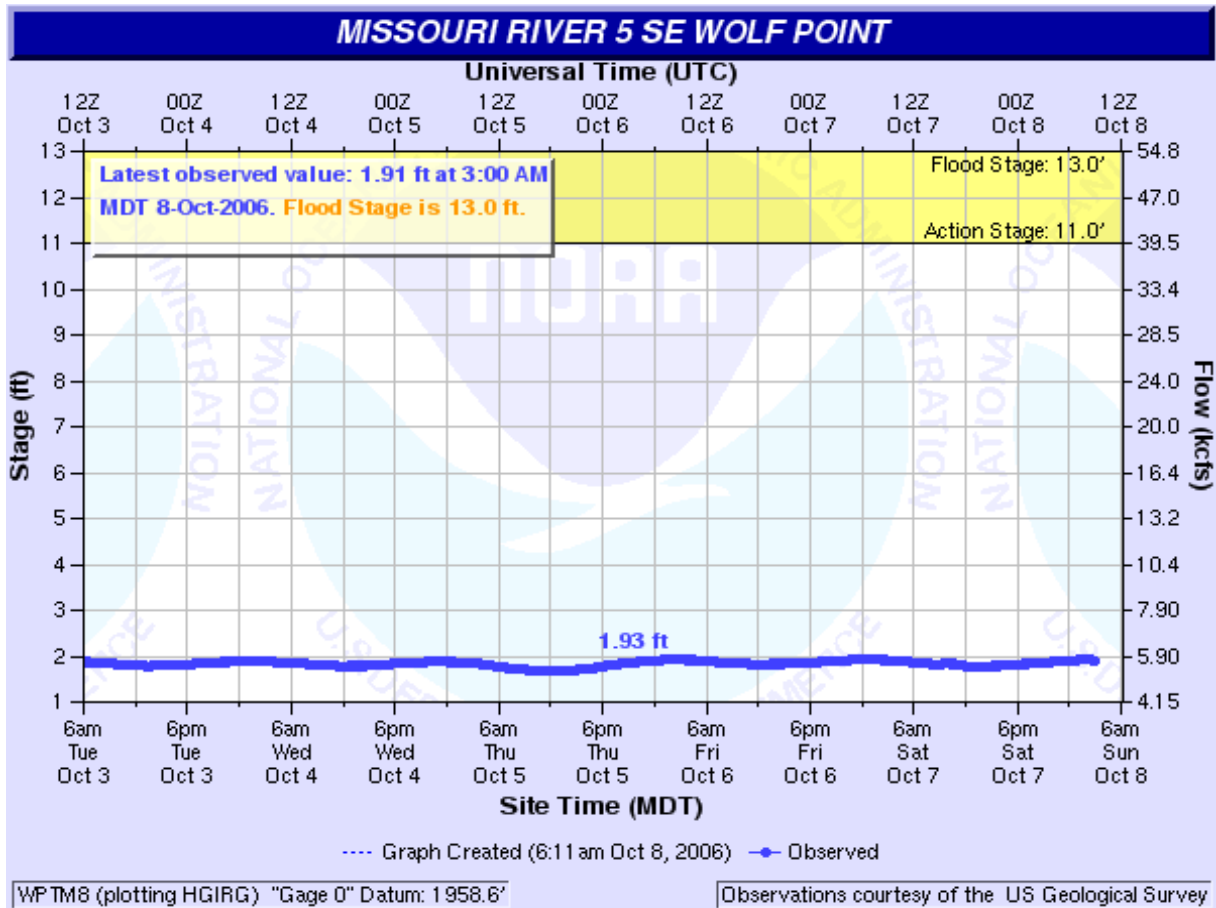 MISSOURI RIVER 5 SE WOLF POINT
Universal Time (UTC)
12Z 00Z 12Z 00Z 12Z 00Z 12Z 00Z 12Z 00Z 12Z
Oct 3 Oct 4 Oct 4 Oct 5 Oct 5 Oct 6 Oct 6 Oct 7 Oct 7 Oct 8 Oct 8
Latest observed value: 1.91 ft at 3:00 AM
MDT 8-Oct-2006. Flood Stage is 13.0 ft.
Flood Stage: 13.0'
Action Stage: 11.0'
Stage (ft)
13
12
11
10
9
8
7
6
5
4
3
2
1
NOAA
1.93 ft
54.8
47.0
39.5
33.4
28.5
24.0
20.0
16.4
13.2
10.4
7.90
5.90
4.15
Flow (kcfs)
6am 6pm 6am 6pm 6am 6pm 6am 6pm 6am 6pm 6am
Tue Tue Wed Wed Thu Thu Fri Fri Sat Sat Sun
Oct 3 Oct 3 Oct 4 Oct 4 Oct 5 Oct 5 Oct 6 Oct 6 Oct 7 Oct 7 Oct 8
Site Time (MDT)
---- Graph Created (6:11am Oct 8, 2006) Observed
WPTM8 (plotting HGIRG) "Gage 0" Datum: 1958.6'
Observations courtesy of the US Geological Survey